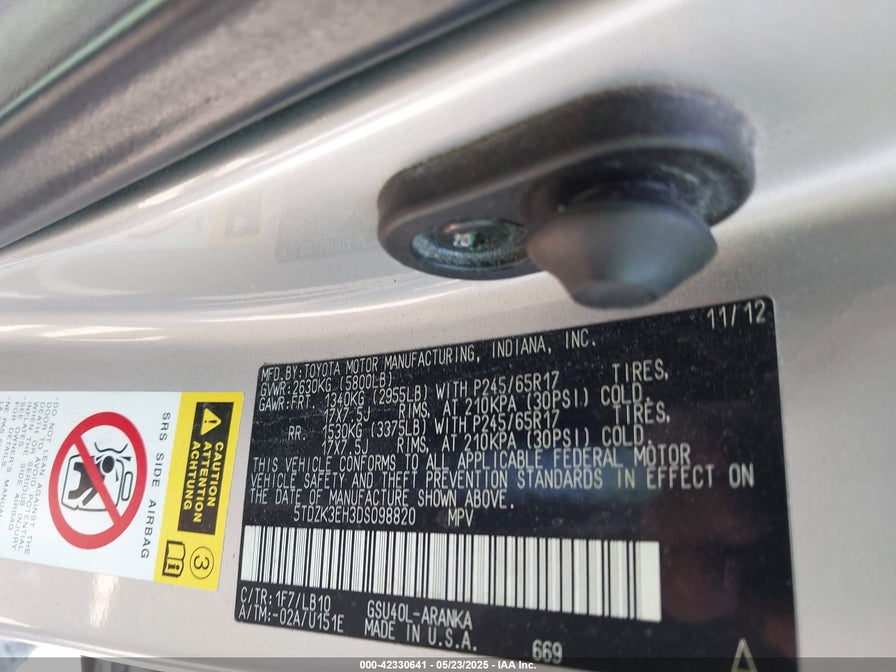 11/12
MFD.BY: TOYOTA MOTOR MANUFACTURING, INDIANA, INC.
GVWR: 2630KG (5800LB)
GAWR: FRT 1340KG (2955LB) WITH P245/65R17 TIRES,
17X7.5J RIMS, AT 210KPA (30PSI) COLD.
RR. 1530KG (3375LB) WITH P245/65R17 TIRES,
17X7.5J RIMS, AT 210KPA (30PSI) COLD.
THIS VEHICLE CONFORMS TO ALL APPLICABLE FEDERAL MOTOR
VEHICLE SAFETY AND THEFT PREVENTION STANDARDS IN EFFECT ON
THE DATE OF MANUFACTURE SHOWN ABOVE.
5TDZK3EH3DS098820 MPV
C/TR: 1F7/LB10
A/TM: -02A/U151E
GSU40L-ARANKA
MADE IN U.S.A.
669
CAUTION
ATTENTION
ACHTUNG
3
SRS SIDE AIRBAG
000-42330641 - 05/23/2025 - IAA Inc.